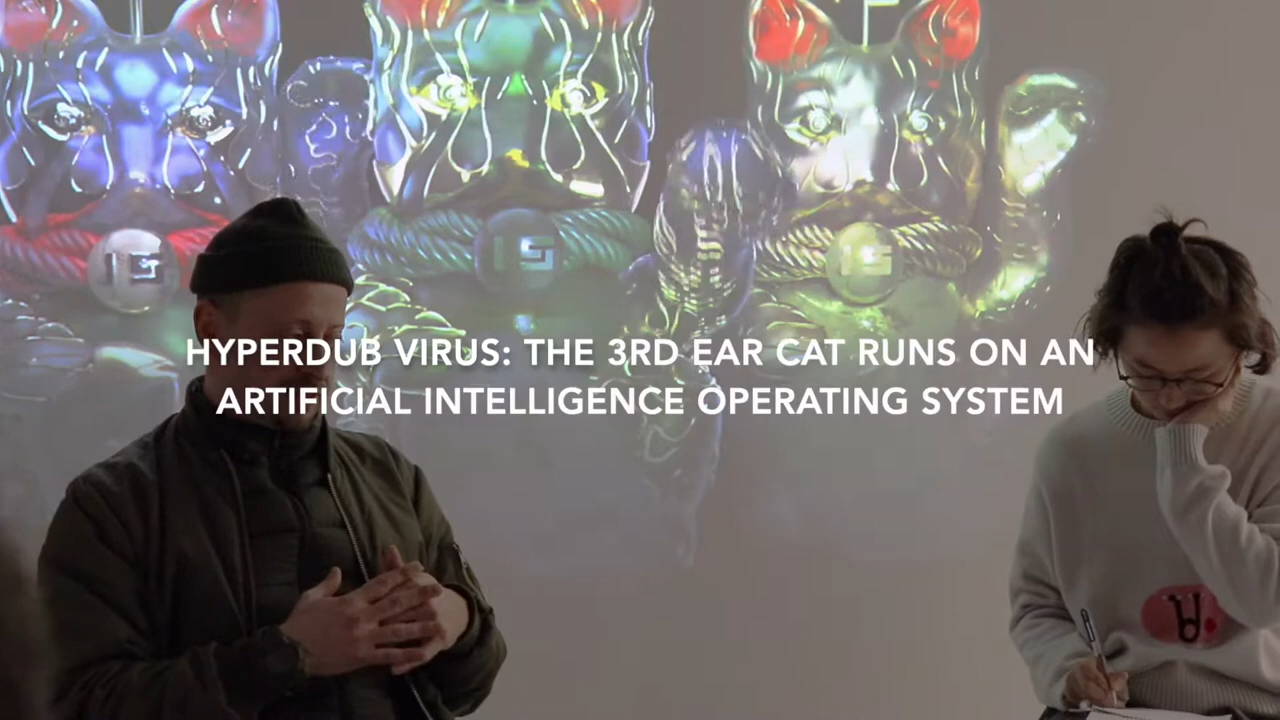 HYPERDUB VIRUS: THE 3RD EAR CAT RUNS ON AN
ARTIFICIAL INTELLIGENCE OPERATING SYSTEM